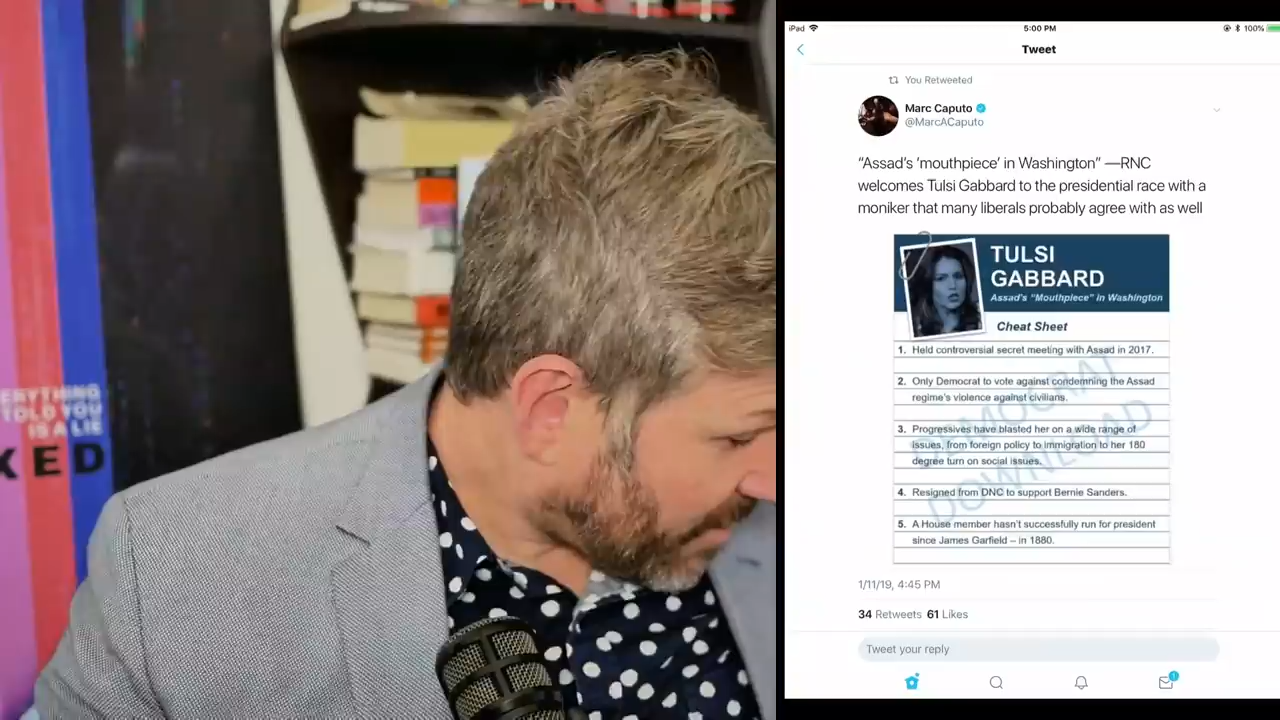 ERYTHING
TOLD YOU
IS A LIE
KED
iPad
5:00 PM
100%
Tweet
You Retweeted
Marc Caputo
@MarcACaputo
“Assad’s ‘mouthpiece’ in Washington” —RNC
welcomes Tulsi Gabbard to the presidential race with a
moniker that many liberals probably agree with as well
TULSI
GABBARD
Assad's "Mouthpiece" in Washington
Cheat Sheet
1. Held controversial secret meeting with Assad in 2017.
2. Only Democrat to vote against condemning the Assad
regime's violence against civilians.
3. Progressives have blasted her on a wide range of
issues, from foreign policy to immigration to her 180
degree turn on social issues.
4. Resigned from DNC to support Bernie Sanders.
5. A House member hasn't successfully run for president
since James Garfield – in 1880.
DEMOCRAT
DOWNLOAD
1/11/19, 4:45 PM
34 Retweets 61 Likes
Tweet your reply
1